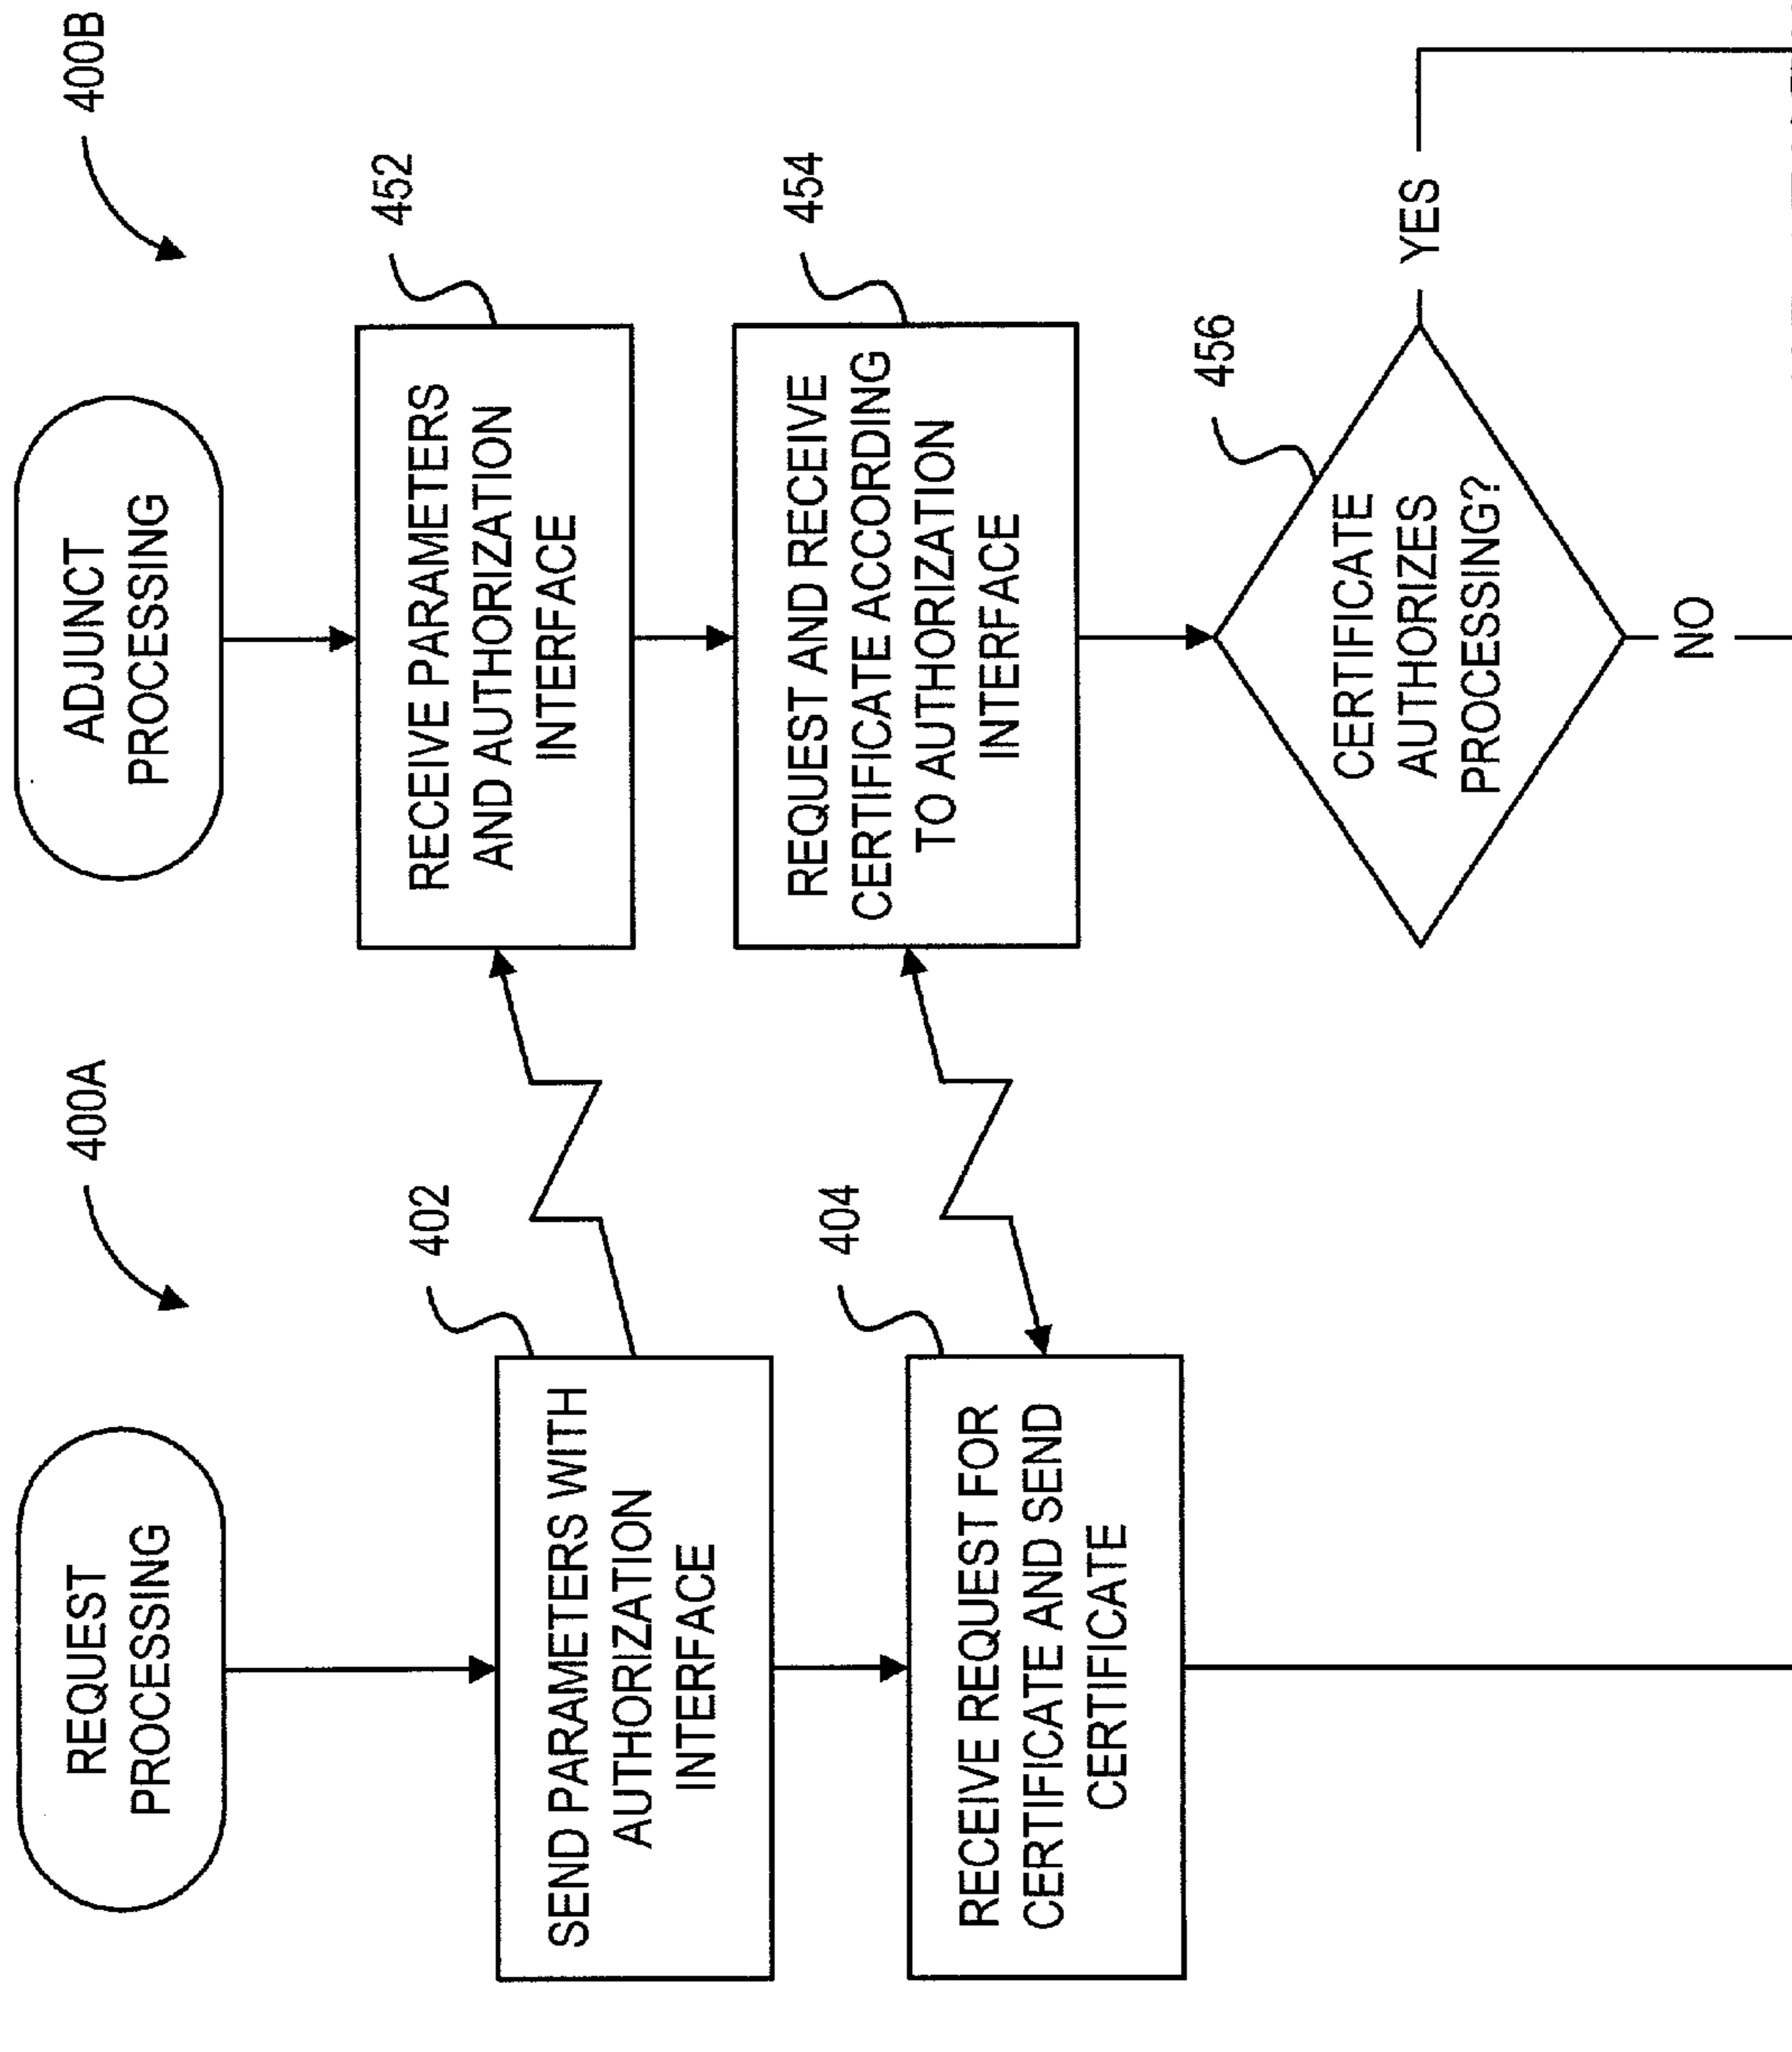 400A
REQUEST
PROCESSING
402
SEND PARAMETERS WITH
AUTHORIZATION
INTERFACE
404
RECEIVE REQUEST FOR
CERTIFICATE AND SEND
CERTIFICATE
400B
ADJUNCT
PROCESSING
452
RECEIVE PARAMETERS
AND AUTHORIZATION
INTERFACE
454
REQUEST AND RECEIVE
CERTIFICATE ACCORDING
TO AUTHORIZATION
INTERFACE
456
CERTIFICATE
AUTHORIZES
PROCESSING?
YES
NO